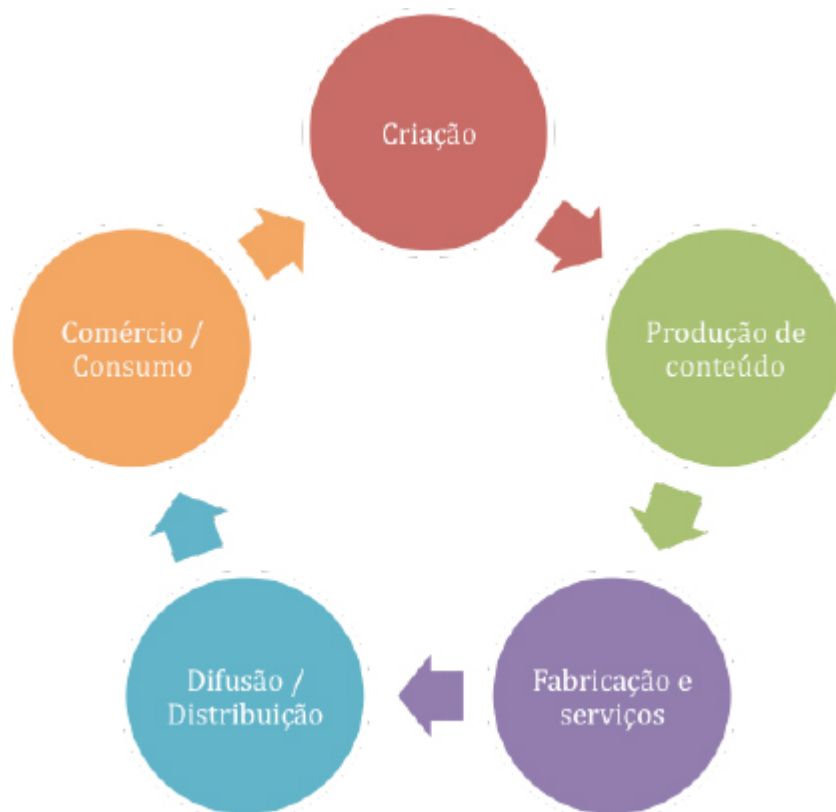 Criação
Produção de
conteúdo
Fabricação e
serviços
Difusão /
Distribuição
Comércio /
Consumo